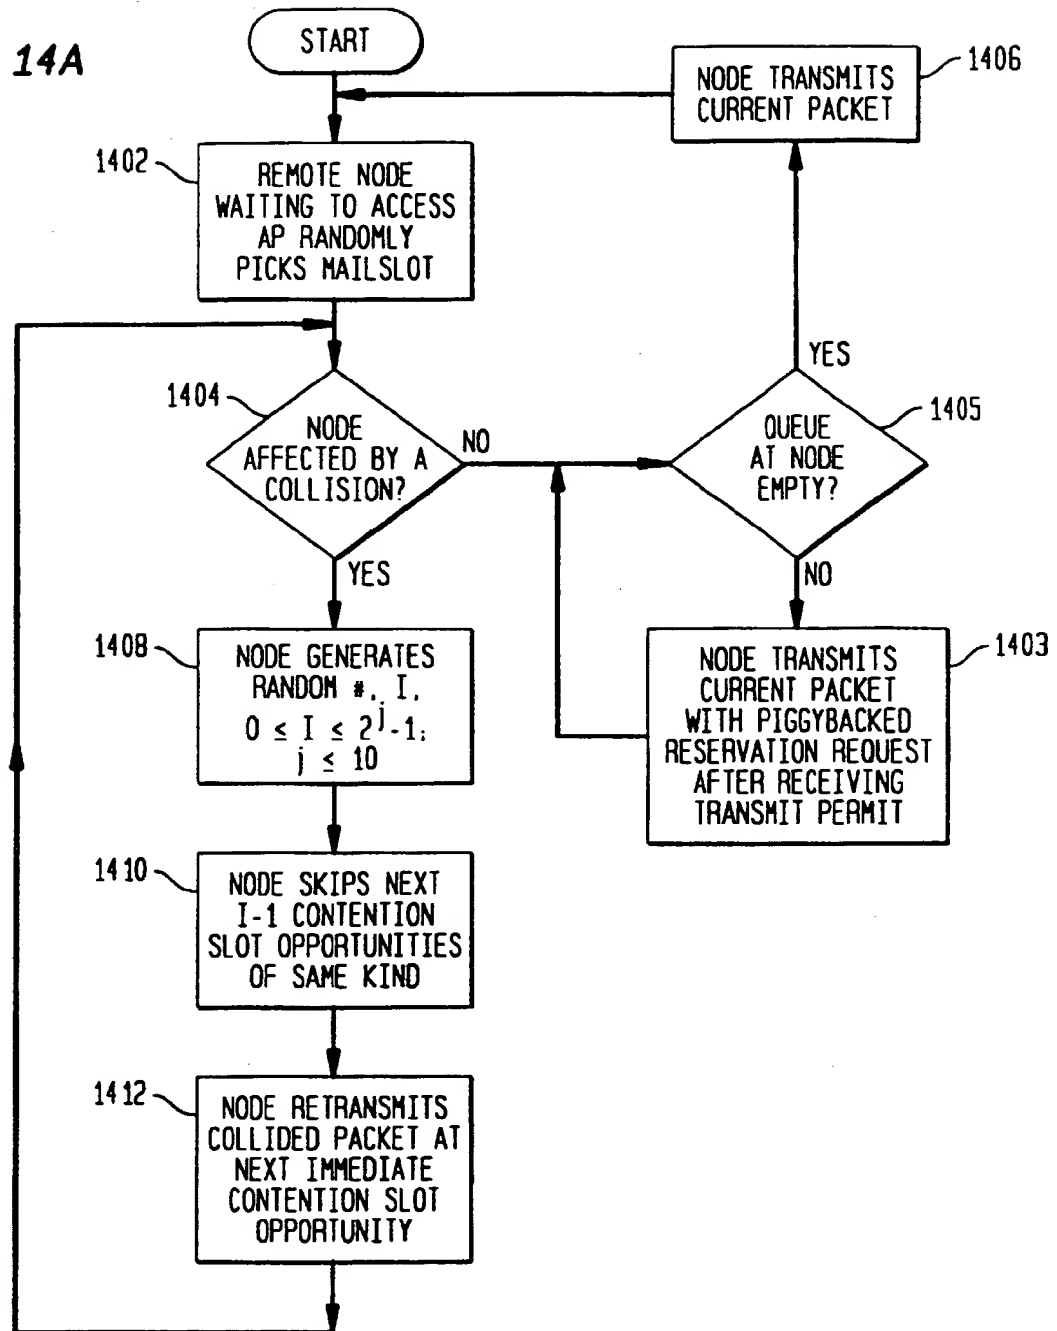 14A
START
1406
NODE TRANSMITS
CURRENT PACKET
1402
REMOTE NODE
WAITING TO ACCESS
AP RANDOMLY
PICKS MAILSLOT
1404
NODE
AFFECTED BY A
COLLISION?
NO
YES
YES
1405
QUEUE
AT NODE
EMPTY?
NO
1408
NODE GENERATES
RANDOM #, I,
0 ≤ I ≤ 2^j-1;
j ≤ 10
1403
NODE TRANSMITS
CURRENT PACKET
WITH PIGGYBACKED
RESERVATION REQUEST
AFTER RECEIVING
TRANSMIT PERMIT
1410
NODE SKIPS NEXT
I-1 CONTENTION
SLOT OPPORTUNITIES
OF SAME KIND
1412
NODE RETRANSMITS
COLLIDED PACKET AT
NEXT IMMEDIATE
CONTENTION SLOT
OPPORTUNITY